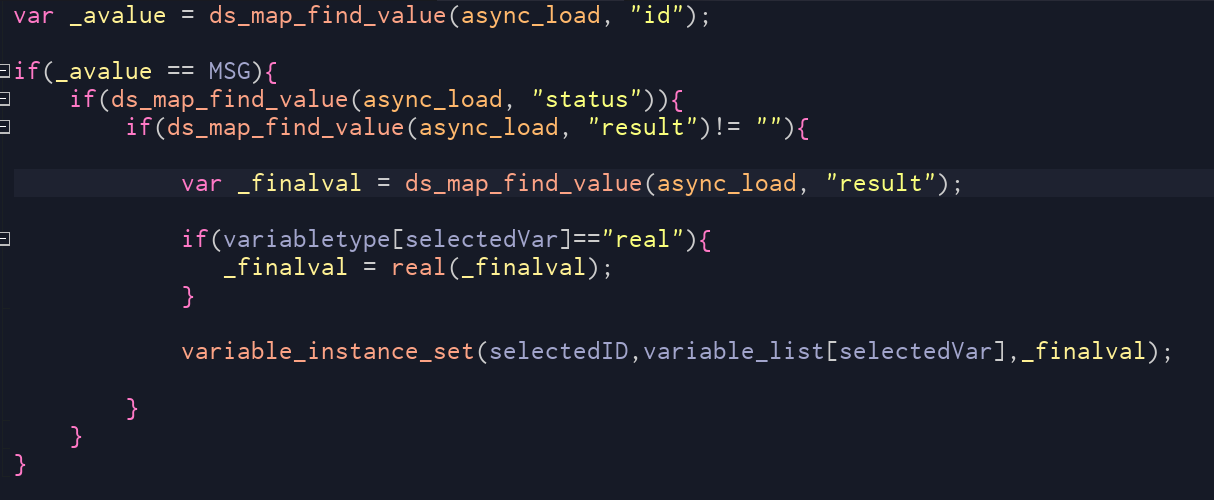 var _avalue = ds_map_find_value(async_load, "id");
if(_avalue == MSG){
if(ds_map_find_value(async_load, "status")){
if(ds_map_find_value(async_load, "result")!= ""){
var _finalval = ds_map_find_value(async_load, "result");
if(variabletype[selectedVar]=="real"){
_finalval = real(_finalval);
}
variable_instance_set(selectedID,variable_list[selectedVar],_finalval);
}
}
}